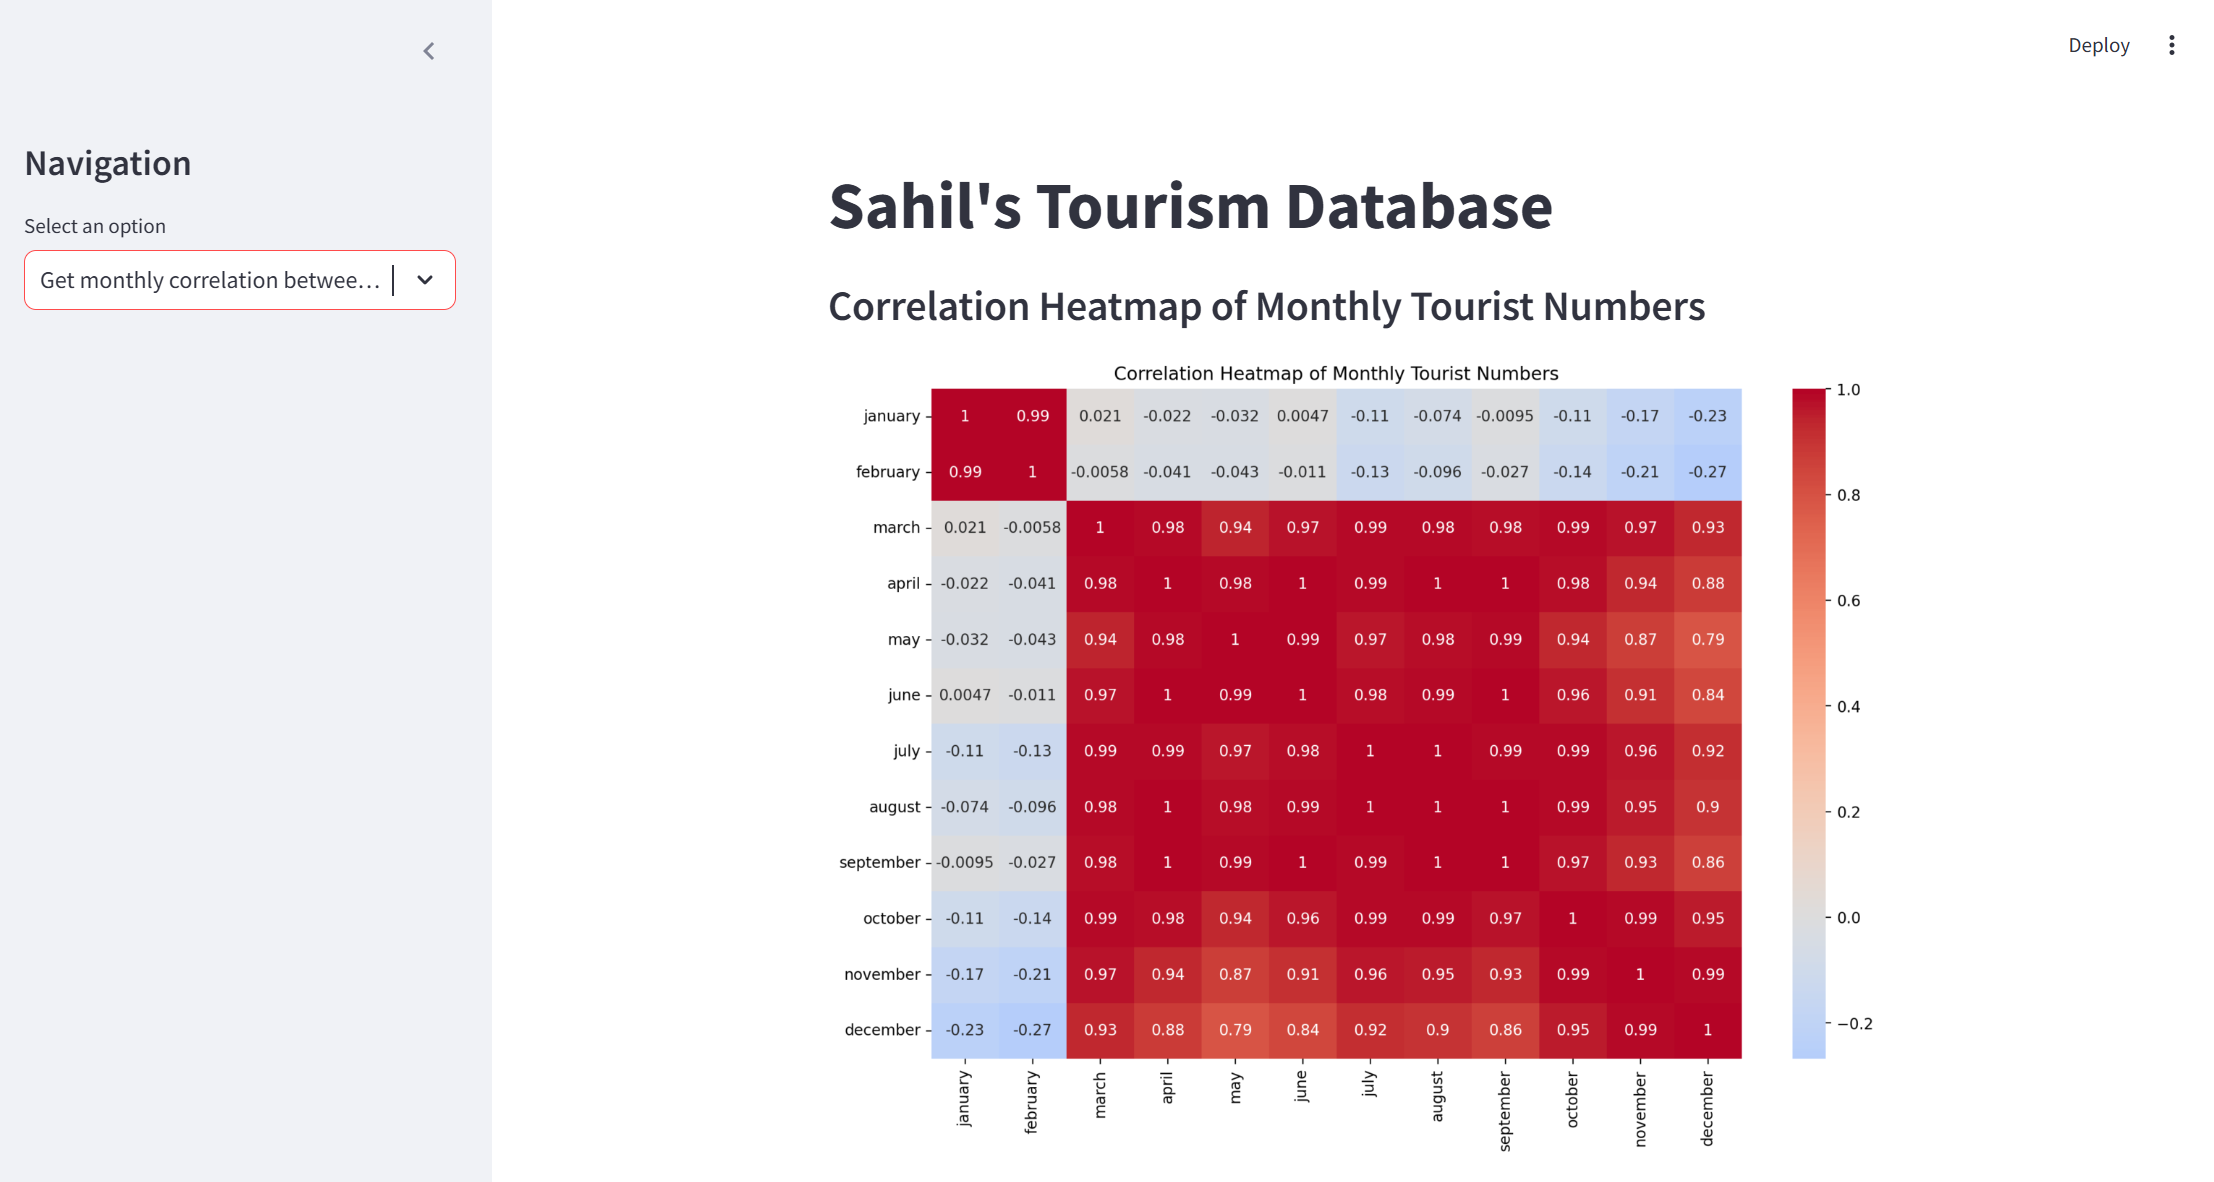 Deploy
Navigation
Select an option
Get monthly correlation betwee...
Sahil's Tourism Database
Correlation Heatmap of Monthly Tourist Numbers
Correlation Heatmap of Monthly Tourist Numbers
january 1 0.99 0.021 -0.022 -0.032 0.0047 -0.11 -0.074 -0.0095 -0.11 -0.17 -0.23
february 0.99 1 -0.0058 -0.041 -0.043 -0.011 -0.13 -0.096 -0.027 -0.14 -0.21 -0.27
march 0.021 -0.0058 1 0.98 0.94 0.97 0.99 0.98 0.98 0.99 0.97 0.93
april -0.022 -0.041 0.98 1 0.98 1 0.99 1 1 0.98 0.94 0.88
may -0.032 -0.043 0.94 0.98 1 0.99 0.97 0.98 0.99 0.94 0.87 0.79
june 0.0047 -0.011 0.97 1 0.99 1 0.98 0.99 1 0.96 0.91 0.84
july -0.11 -0.13 0.99 0.99 0.97 0.98 1 1 0.99 0.99 0.96 0.92
august -0.074 -0.096 0.98 1 0.98 0.99 1 1 1 0.99 0.95 0.9
september -0.0095 -0.027 0.98 1 0.99 1 0.99 1 1 0.97 0.93 0.86
october -0.11 -0.14 0.99 0.98 0.94 0.96 0.99 0.99 0.97 1 0.99 0.95
november -0.17 -0.21 0.97 0.94 0.87 0.91 0.96 0.95 0.93 0.99 1 0.99
december -0.23 -0.27 0.93 0.88 0.79 0.84 0.92 0.9 0.86 0.95 0.99 1
january february march april may june july august september october november december
1.0
0.8
0.6
0.4
0.2
0.0
−0.2